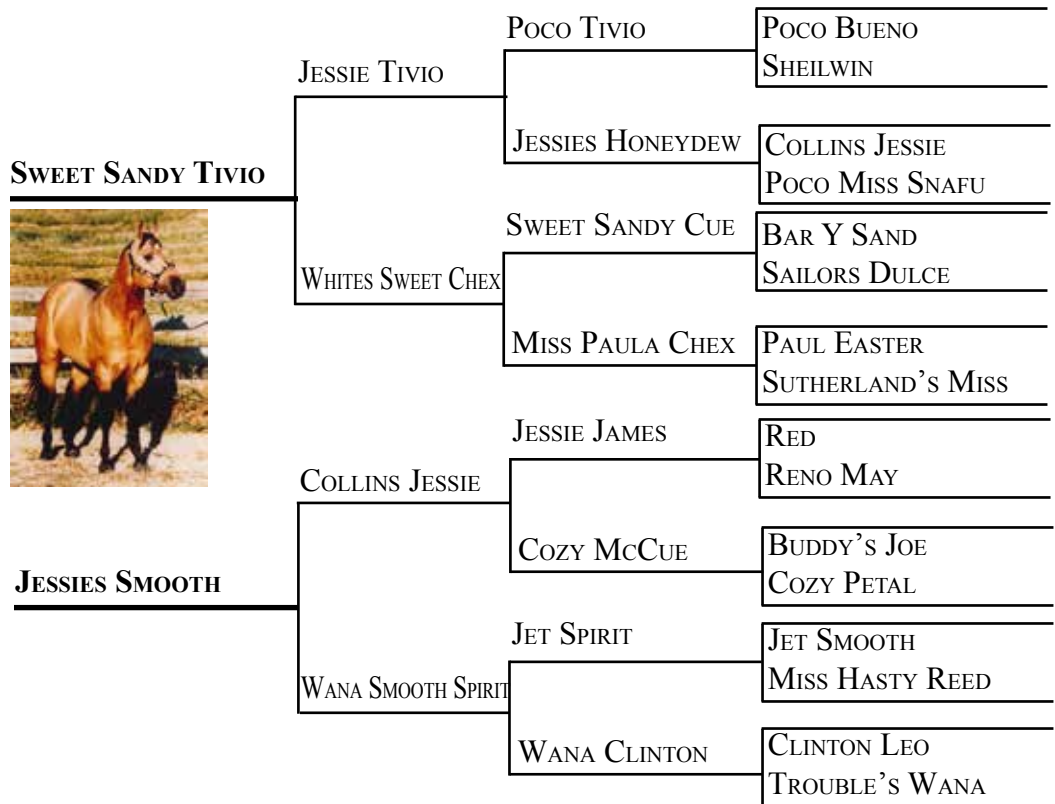 Poco Tivio
Poco Bueno
Sheilwin
Jessie Tivio
Jessies Honeydew
Collins Jessie
Poco Miss Snafu
Sweet Sandy Tivio
Sweet Sandy Cue
Bar Y Sand
Sailors Dulce
Whites Sweet Chex
Miss Paula Chex
Paul Easter
Sutherland’s Miss
Jessie James
Red
Reno May
Collins Jessie
Cozy McCue
Buddy’s Joe
Cozy Petal
Jessies Smooth
Jet Spirit
Jet Smooth
Miss Hasty Reed
Wana Smooth Spirit
Wana Clinton
Clinton Leo
Trouble’s Wana